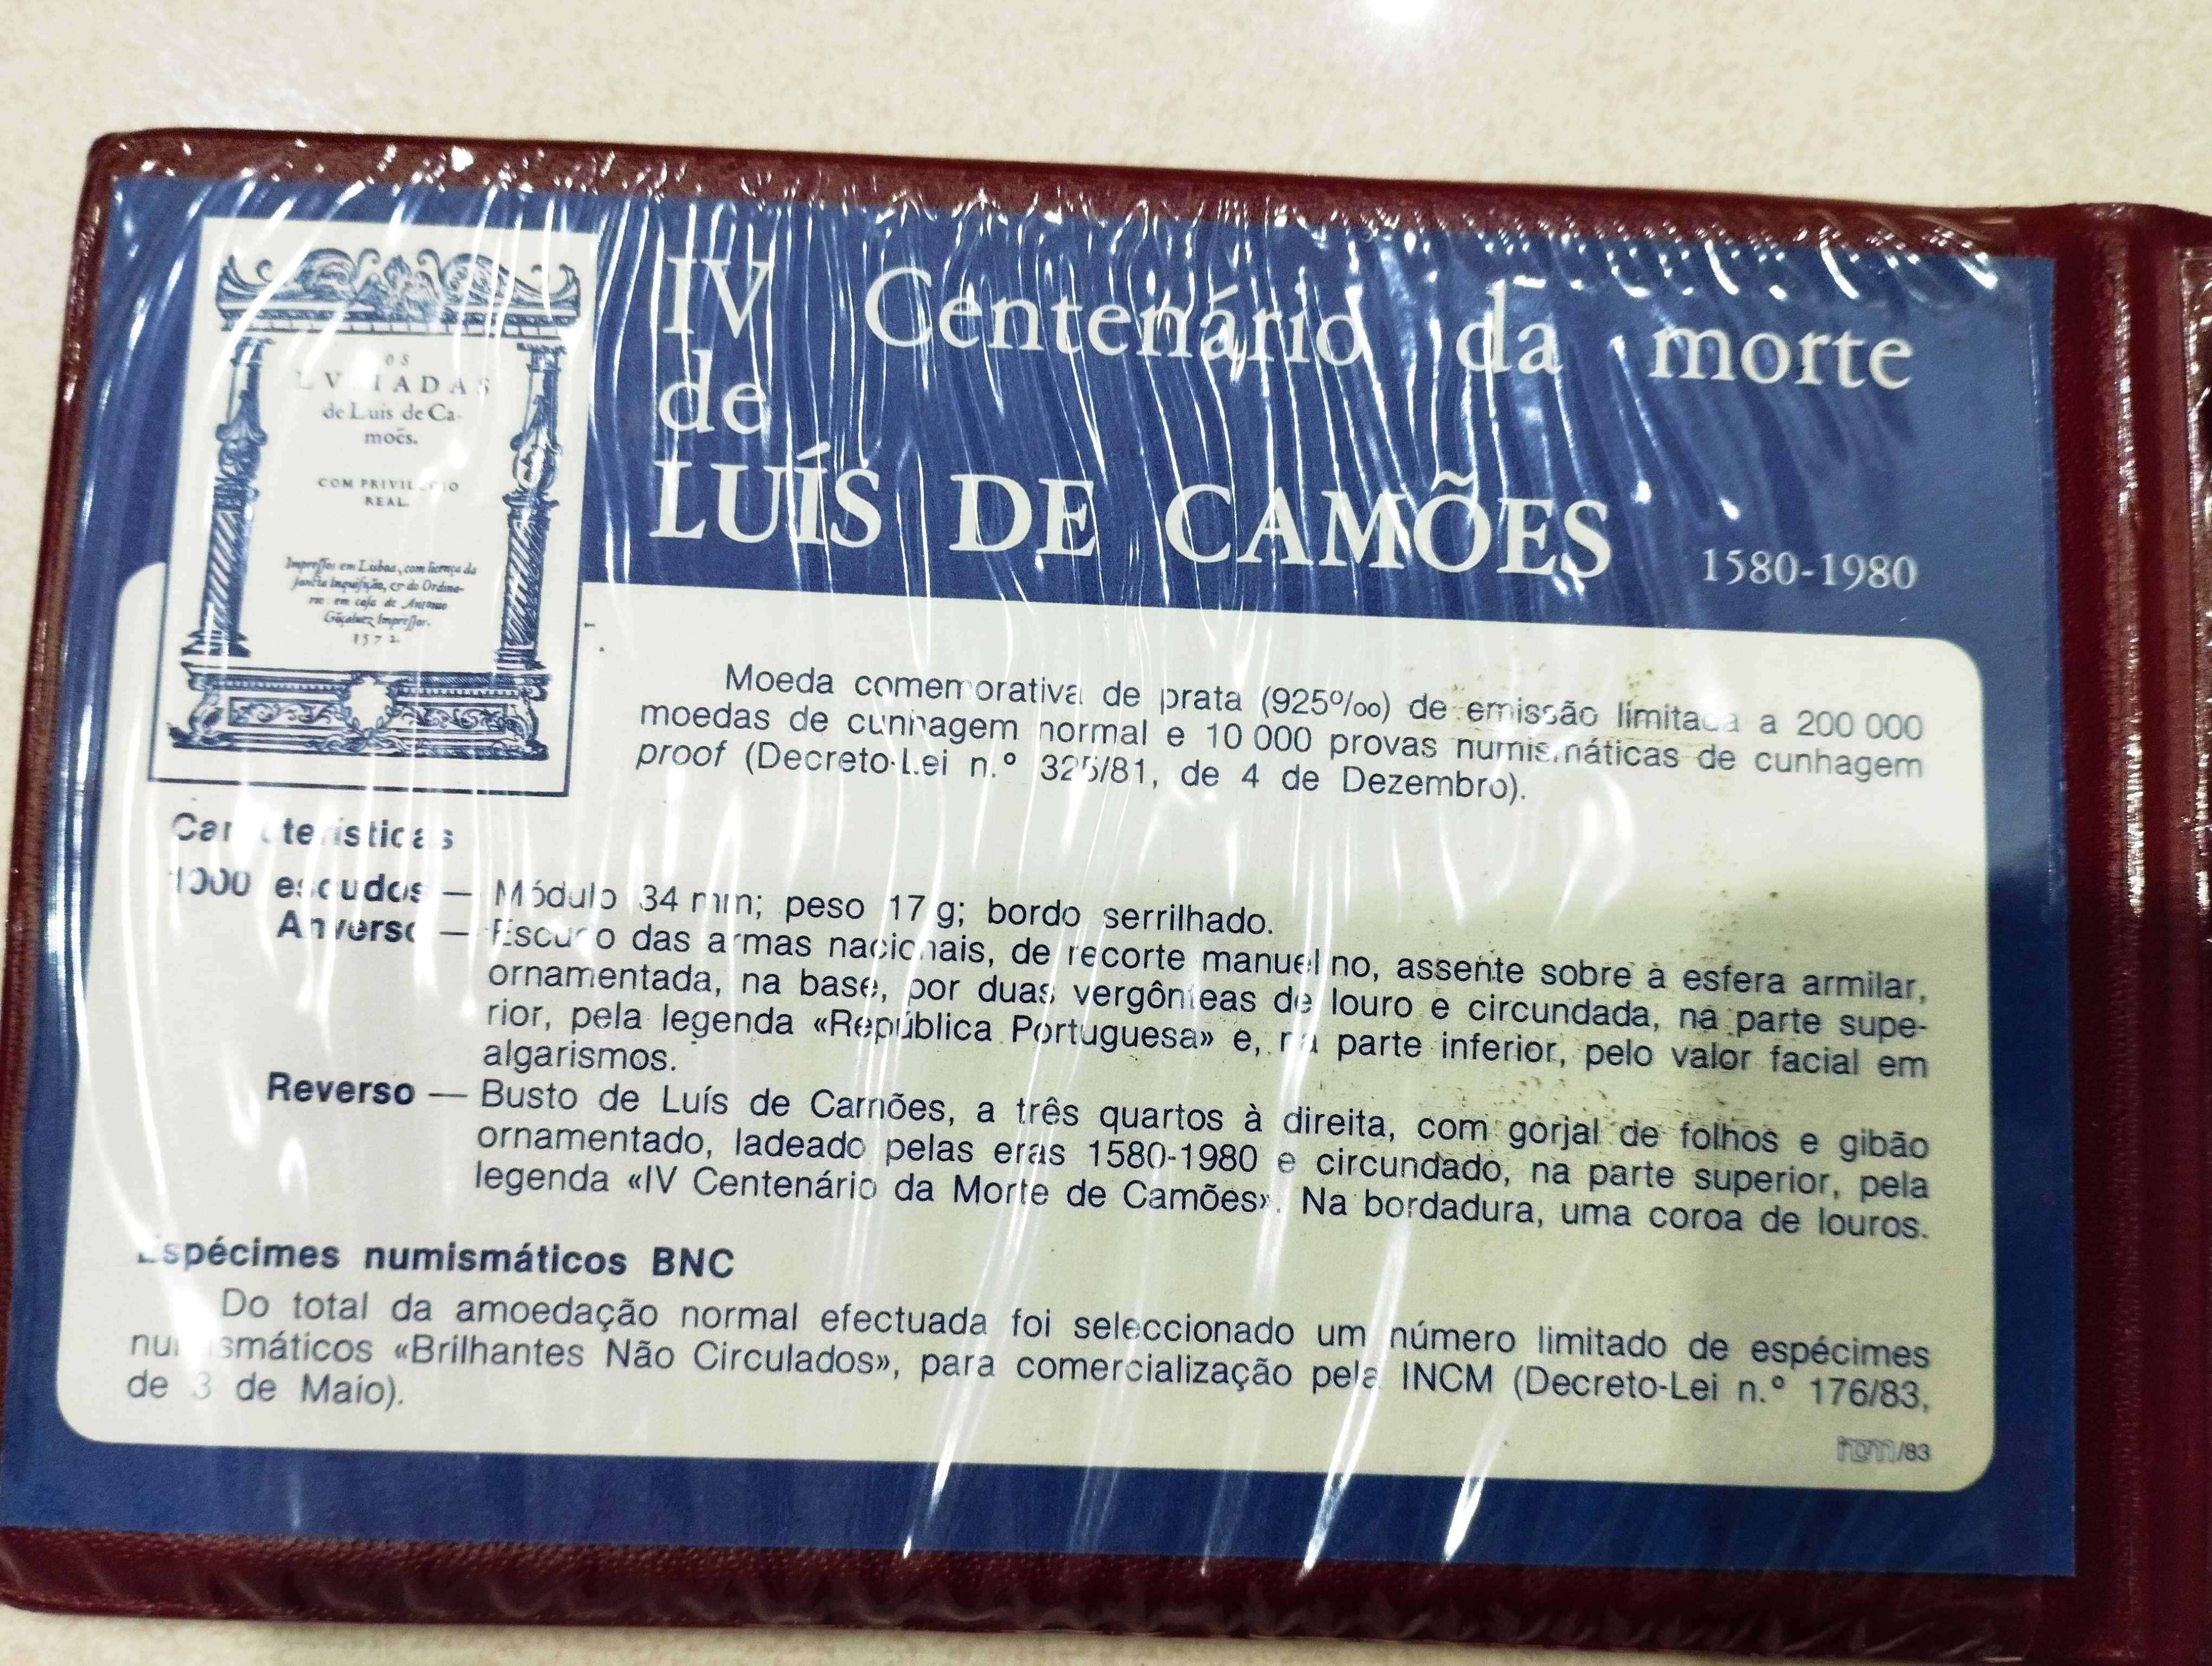 OS
LVSIADAS
de Luis de Ca-
moẽs.
COM PRIVILEGIO
REAL.
Impressos em Lisboa, com licença da
sancta Inquisição, & do Ordina-
rio: em casa de Antonio
Gõçaluez Impressor.
1572
IV Centenário da morte
de
LUÍS DE CAMÕES 1580-1980
Moeda comemorativa de prata (925º/oo) de emissão limitada a 200 000
moedas de cunhagem normal e 10 000 provas numismáticas de cunhagem
proof (Decreto-Lei n.º 325/81, de 4 de Dezembro).
Características
1000 escudos — Módulo 34 mm; peso 17 g; bordo serrilhado.
Anverso — Escudo das armas nacionais, de recorte manuelino, assente sobre a esfera armilar,
ornamentada, na base, por duas vergônteas de louro e circundada, na parte supe-
rior, pela legenda «República Portuguesa» e, na parte inferior, pelo valor facial em
algarismos.
Reverso — Busto de Luís de Camões, a três quartos à direita, com gorjal de folhos e gibão
ornamentado, ladeado pelas eras 1580-1980 e circundado, na parte superior, pela
legenda «IV Centenário da Morte de Camões». Na bordadura, uma coroa de louros.
Espécimes numismáticos BNC
Do total da amoedação normal efectuada foi seleccionado um número limitado de espécimes
numismáticos «Brilhantes Não Circulados», para comercialização pela INCM (Decreto-Lei n.º 176/83,
de 3 de Maio).
incm/83